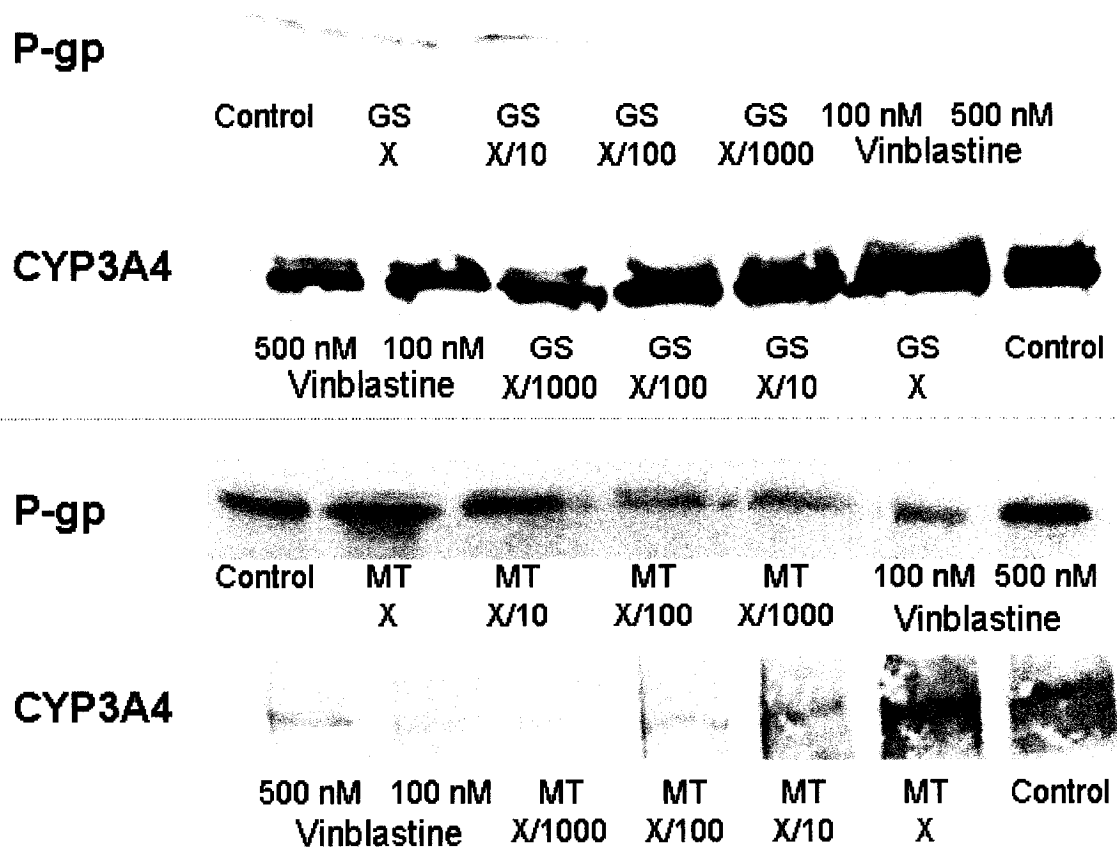 P-gp
Control GS GS GS GS 100 nM 500 nM
X X/10 X/100 X/1000 Vinblastine
CYP3A4
500 nM 100 nM GS GS GS GS Control
Vinblastine X/1000 X/100 X/10 X
P-gp
Control MT MT MT MT 100 nM 500 nM
X X/10 X/100 X/1000 Vinblastine
CYP3A4
500 nM 100 nM MT MT MT MT Control
Vinblastine X/1000 X/100 X/10 X